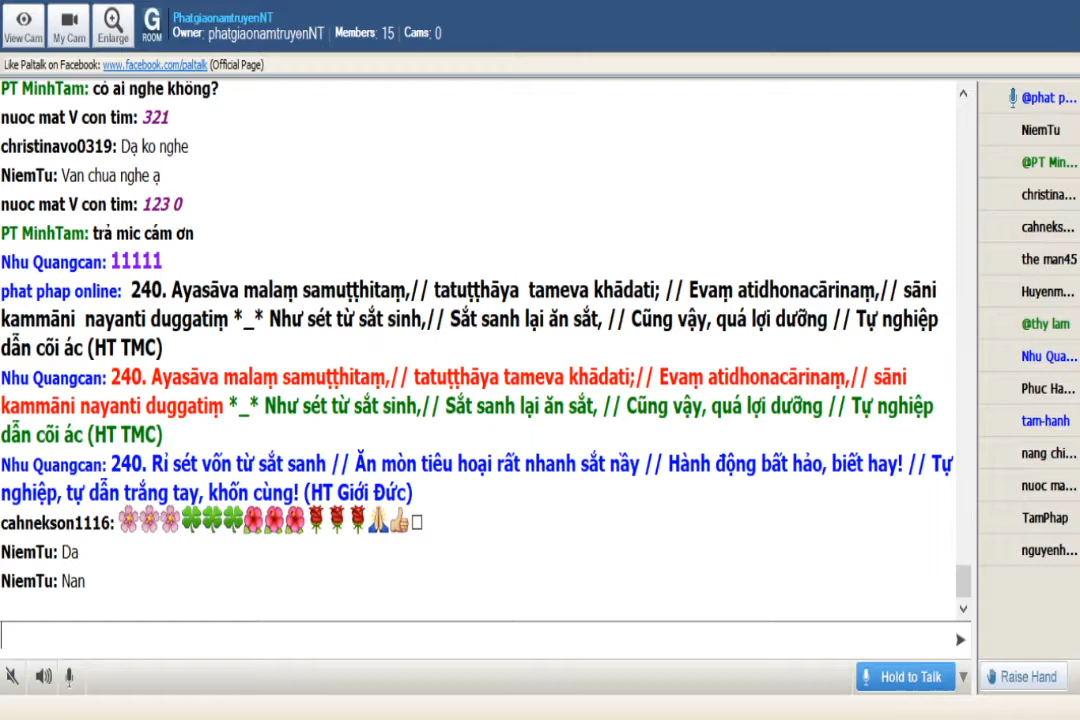 View Cam
My Cam
Enlarge
G
ROOM
PhatgiaonamtruyenNT
Owner: phatgiaonamtruyenNT | Members: 15 | Cams: 0
Like Paltalk on Facebook: www.facebook.com/paltalk (Official Page)
PT MinhTam: có ai nghe không?
nuoc mat V con tim: 321
christinavo0319: Dạ ko nghe
NiemTu: Van chua nghe ạ
nuoc mat V con tim: 123 0
PT MinhTam: trả mic cám ơn
Nhu Quangcan: 11111
phat phap online: 240. Ayasāva malaṃ samuṭṭhitaṃ,// tatuṭṭhāya tameva khādati; // Evaṃ atidhonacārinaṃ,// sāni
kammāni nayanti duggatiṃ *_* Như sét từ sắt sinh,// Sắt sanh lại ăn sắt, // Cũng vậy, quá lợi dưỡng // Tự nghiệp
dẫn cõi ác (HT TMC)
Nhu Quangcan: 240. Ayasāva malaṃ samuṭṭhitaṃ,// tatuṭṭhāya tameva khādati;// Evaṃ atidhonacārinaṃ,// sāni
kammāni nayanti duggatiṃ *_* Như sét từ sắt sinh,// Sắt sanh lại ăn sắt, // Cũng vậy, quá lợi dưỡng // Tự nghiệp
dẫn cõi ác (HT TMC)
Nhu Quangcan: 240. Rỉ sét vốn từ sắt sanh // Ăn mòn tiêu hoại rất nhanh sắt nầy // Hành động bất hảo, biết hay! // Tự
nghiệp, tự dẫn trắng tay, khốn cùng! (HT Giới Đức)
cahnekson1116: 🌸🌸🌸🍀🍀🍀🌺🌺🌺🌹🌹🌹🙏👍
NiemTu: Da
NiemTu: Nan
@phat p...
NiemTu
@PT Min...
christina...
cahneks...
the man45
Huyenm...
@thy lam
Nhu Qua...
Phuc Ha...
tam-hanh
nang chi...
nuoc ma...
TamPhap
nguyenh...
Hold to Talk
Raise Hand